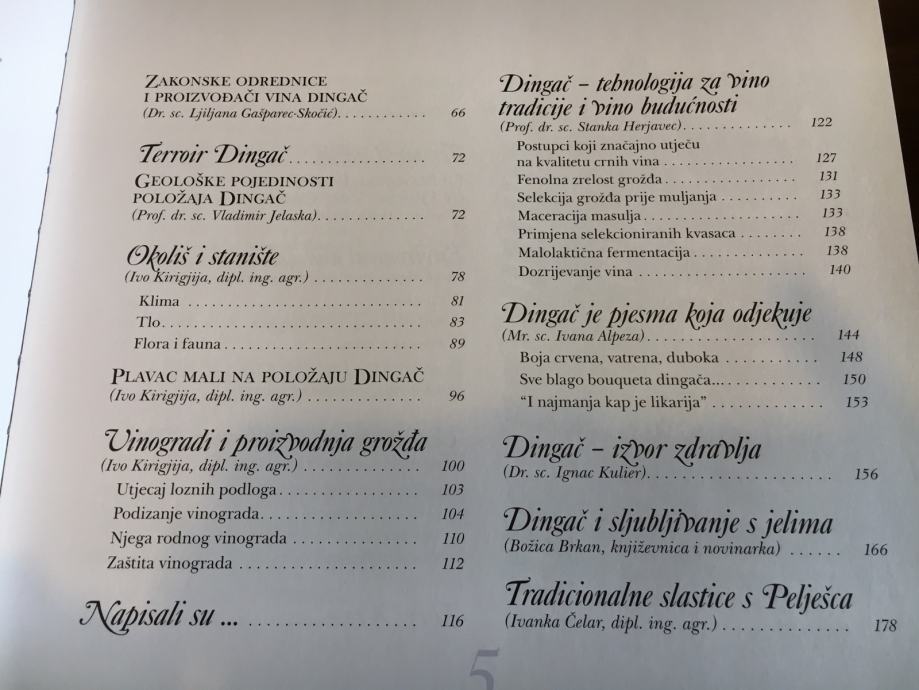 ZAKONSKE ODREDNICE
I PROIZVOĐAČI VINA DINGAČ
(Dr. sc. Ljiljana Gašparec-Skočić). . . . . . . . . . . . 66
Terroir Dingač. . . . . . . . . . . . . . . . . . . 72
GEOLOŠKE POJEDINOSTI
POLOŽAJA DINGAČ
(Prof. dr. sc. Vladimir Jelaska). . . . . . . . . . . . . . . 72
Okoliš i stanište
(Ivo Kirigjija, dipl. ing. agr.) . . . . . . . . . . . . . . . 78
Klima . . . . . . . . . . . . . . . . . . . . . . . . . . . . . . . 81
Tlo. . . . . . . . . . . . . . . . . . . . . . . . . . . . . . . . . . 83
Flora i fauna . . . . . . . . . . . . . . . . . . . . . . . . . . 89
PLAVAC MALI NA POLOŽAJU DINGAČ
(Ivo Kirigjija, dipl. ing. agr.) . . . . . . . . . . . . . . . 96
Vinogradi i proizvodnja grožđa
(Ivo Kirigjija, dipl. ing. agr.) . . . . . . . . . . . . . . . 100
Utjecaj loznih podloga . . . . . . . . . . . . . . . . . . 103
Podizanje vinograda. . . . . . . . . . . . . . . . . . . . 104
Njega rodnog vinograda . . . . . . . . . . . . . . . . . 110
Zaštita vinograda . . . . . . . . . . . . . . . . . . . . . . 112
Napisali su ... . . . . . . . . . . . . . . . . . . . . . 116
Dingač – tehnologija za vino
tradicije i vino budućnosti
(Prof. dr. sc. Stanka Herjavec). . . . . . . . . . . . . . 122
Postupci koji značajno utječu
na kvalitetu crnih vina . . . . . . . . . . . . . . . . . 127
Fenolna zrelost grožđa . . . . . . . . . . . . . . . . . . 131
Selekcija grožđa prije muljanja . . . . . . . . . . . 133
Maceracija masulja . . . . . . . . . . . . . . . . . . . . . 133
Primjena selekcioniranih kvasaca . . . . . . . . 138
Malolaktična fermentacija . . . . . . . . . . . . . . . 138
Dozrijevanje vina . . . . . . . . . . . . . . . . . . . . . . 140
Dingač je pjesma koja odjekuje
(Mr. sc. Ivana Alpeza) . . . . . . . . . . . . . . . . . . . . . 144
Boja crvena, vatrena, duboka . . . . . . . . . . . 148
Sve blago bouqueta dingača... . . . . . . . . . . . . 150
“I najmanja kap je likarija” . . . . . . . . . . . . . 153
Dingač – izvor zdravlja
(Dr. sc. Ignac Kulier). . . . . . . . . . . . . . . . . . . . . 156
Dingač i sljubljivanje s jelima
(Božica Brkan, književnica i novinarka) . . . . . . 166
Tradicionalne slastice s Pelješca
(Ivanka Čelar, dipl. ing. agr.) . . . . . . . . . . . . . . . 178
5